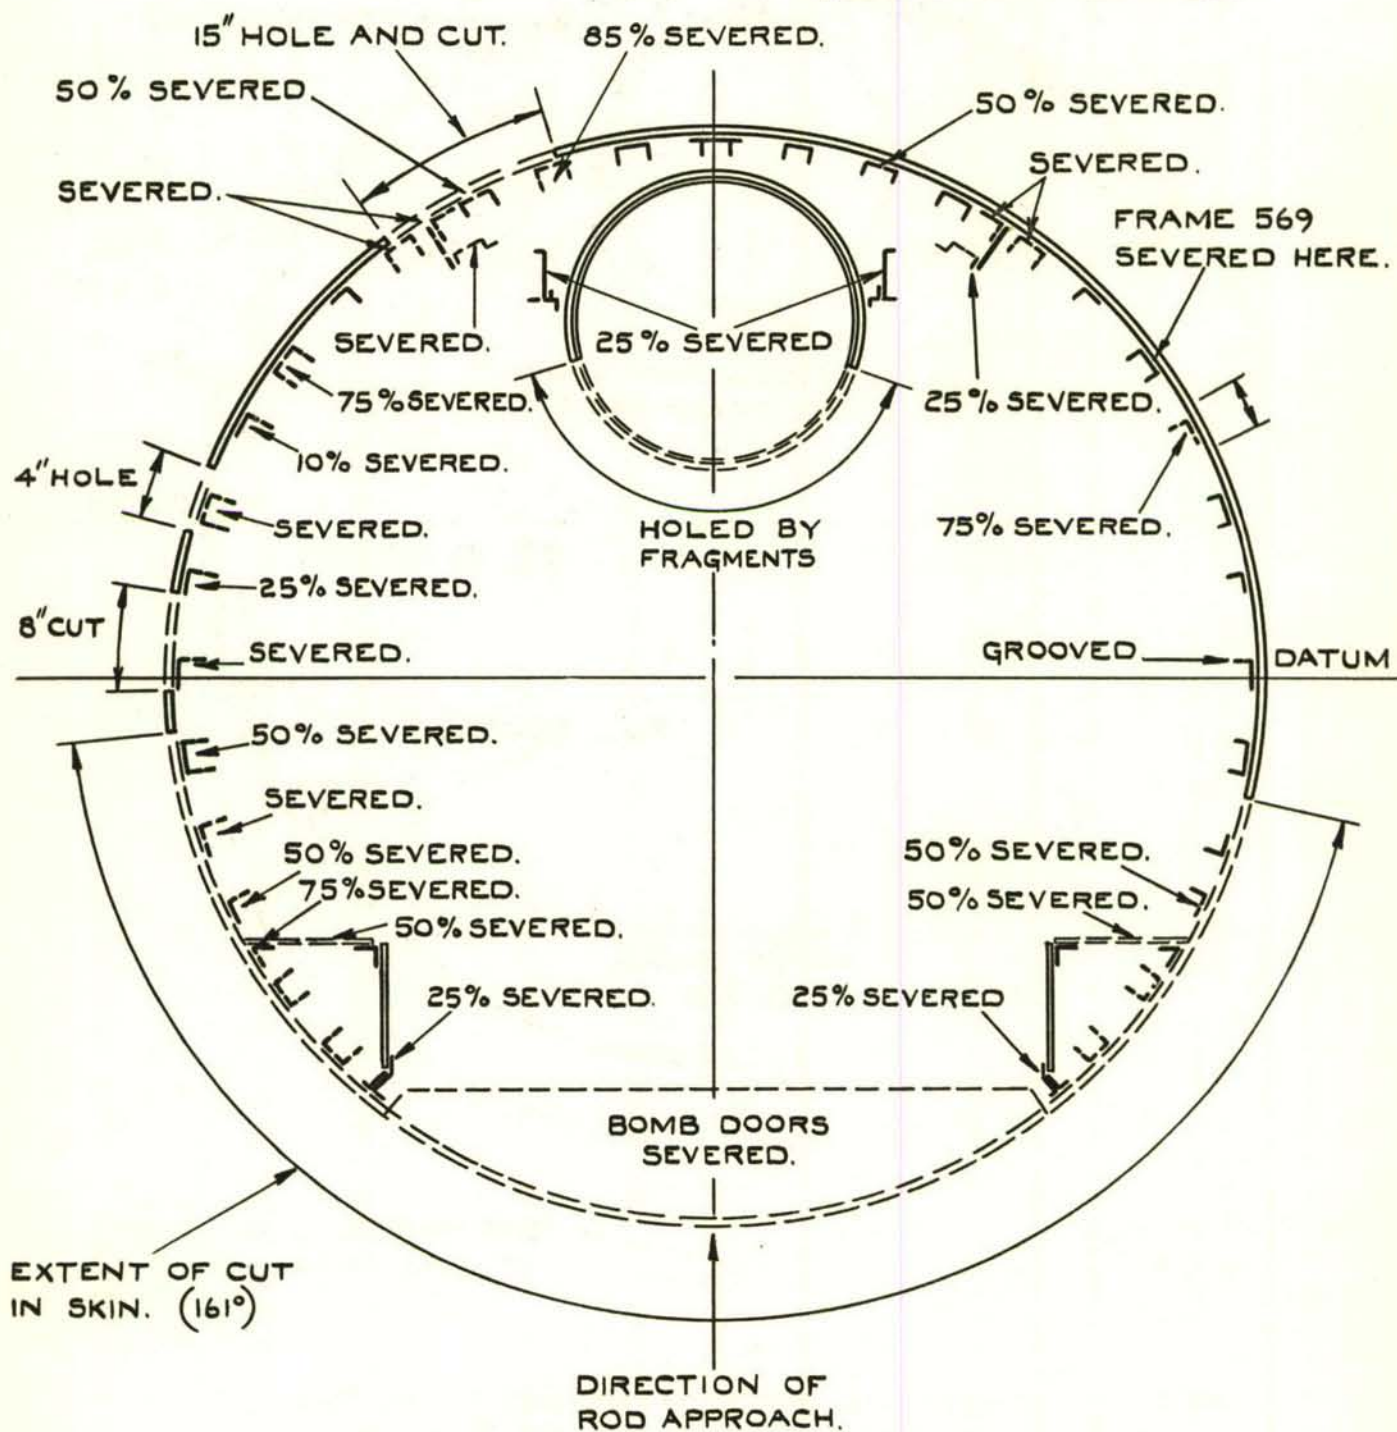 15" HOLE AND CUT.
85% SEVERED.
50% SEVERED
50% SEVERED.
SEVERED.
SEVERED.
FRAME 569
SEVERED HERE.
SEVERED.
25% SEVERED
75% SEVERED.
25% SEVERED.
10% SEVERED.
4" HOLE
SEVERED.
HOLED BY
FRAGMENTS
75% SEVERED.
25% SEVERED.
8" CUT
SEVERED.
GROOVED
DATUM
50% SEVERED.
SEVERED.
50% SEVERED.
75% SEVERED.
50% SEVERED.
50% SEVERED.
50% SEVERED.
25% SEVERED.
25% SEVERED
BOMB DOORS
SEVERED.
EXTENT OF CUT
IN SKIN. (161°)
DIRECTION OF
ROD APPROACH.